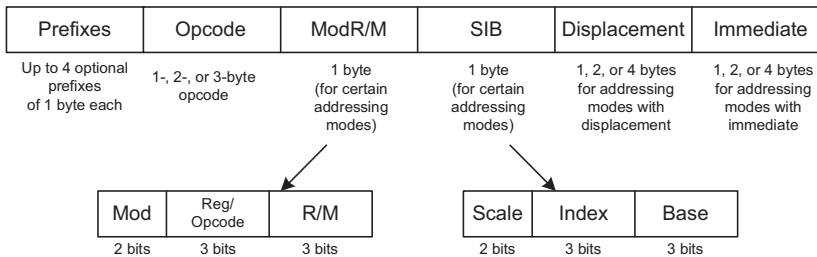 Prefixes Opcode ModR/M SIB Displacement Immediate
Up to 4 optional
prefixes
of 1 byte each
1-, 2-, or 3-byte
opcode
1 byte
(for certain
addressing
modes)
1 byte
(for certain
addressing
modes)
1, 2, or 4 bytes
for addressing
modes with
displacement
1, 2, or 4 bytes
for addressing
modes with
immediate
Mod Reg/
Opcode R/M
2 bits 3 bits 3 bits
Scale Index Base
2 bits 3 bits 3 bits